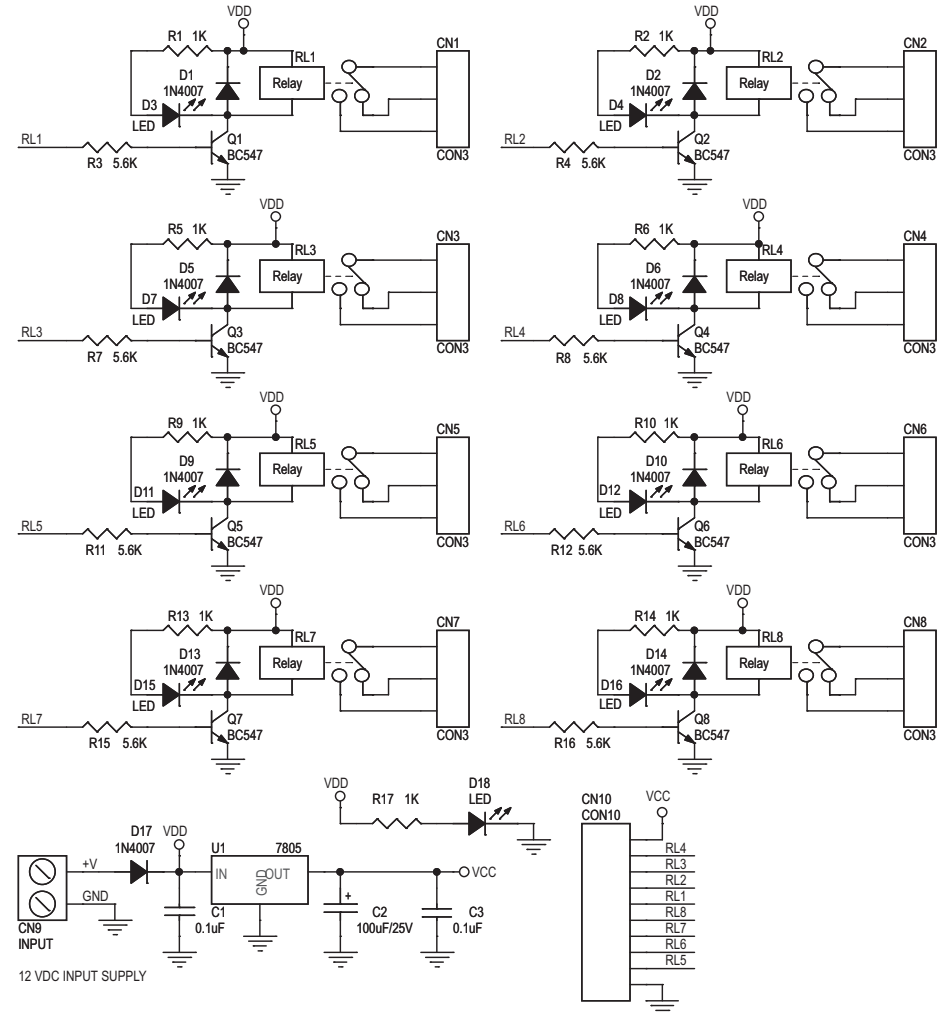 VDD
R1 1K
RL1
CN1
D1
1N4007
Relay
D3
LED
RL1
Q1
BC547
R3 5.6K
CON3
VDD
R2 1K
RL2
CN2
D2
1N4007
Relay
D4
LED
RL2
Q2
BC547
R4 5.6K
CON3
VDD
R5 1K
RL3
CN3
D5
1N4007
Relay
D7
LED
RL3
Q3
BC547
R7 5.6K
CON3
VDD
R6 1K
RL4
CN4
D6
1N4007
Relay
D8
LED
RL4
Q4
BC547
R8 5.6K
CON3
VDD
R9 1K
RL5
CN5
D9
1N4007
Relay
D11
LED
RL5
Q5
BC547
R11 5.6K
CON3
VDD
R10 1K
RL6
CN6
D10
1N4007
Relay
D12
LED
RL6
Q6
BC547
R12 5.6K
CON3
VDD
R13 1K
RL7
CN7
D13
1N4007
Relay
D15
LED
RL7
Q7
BC547
R15 5.6K
CON3
VDD
R14 1K
RL8
CN8
D14
1N4007
Relay
D16
LED
RL8
Q8
BC547
R16 5.6K
CON3
VDD
R17 1K
D18
LED
D17
1N4007
VDD
U1 7805
IN
GND
OUT
VCC
+V
GND
CN9
INPUT
C1
0.1uF
C2
100uF/25V
+
C3
0.1uF
12 VDC INPUT SUPPLY
CN10
CON10
VCC
RL4
RL3
RL2
RL1
RL8
RL7
RL6
RL5